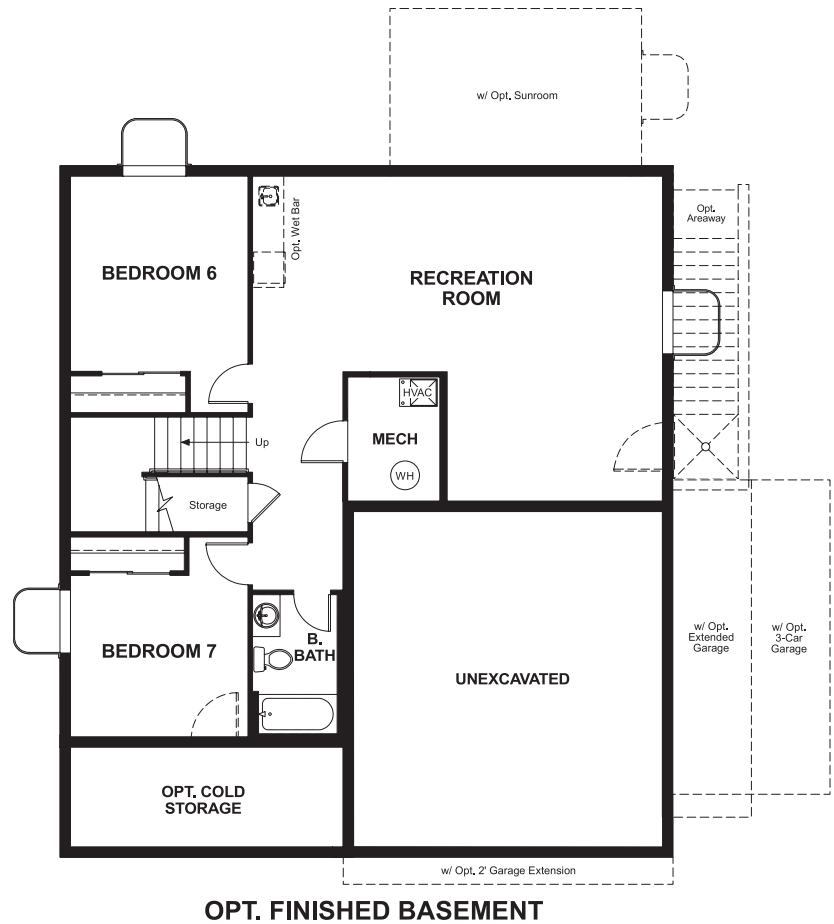 w/ Opt. Sunroom
Opt.
Areaway
Opt. Wet Bar
BEDROOM 6
RECREATION
ROOM
HVAC
MECH
Up
WH
Storage
B.
BATH
BEDROOM 7
w/ Opt.
Extended
Garage
w/ Opt.
3-Car
Garage
UNEXCAVATED
OPT. COLD
STORAGE
w/ Opt. 2' Garage Extension
OPT. FINISHED BASEMENT